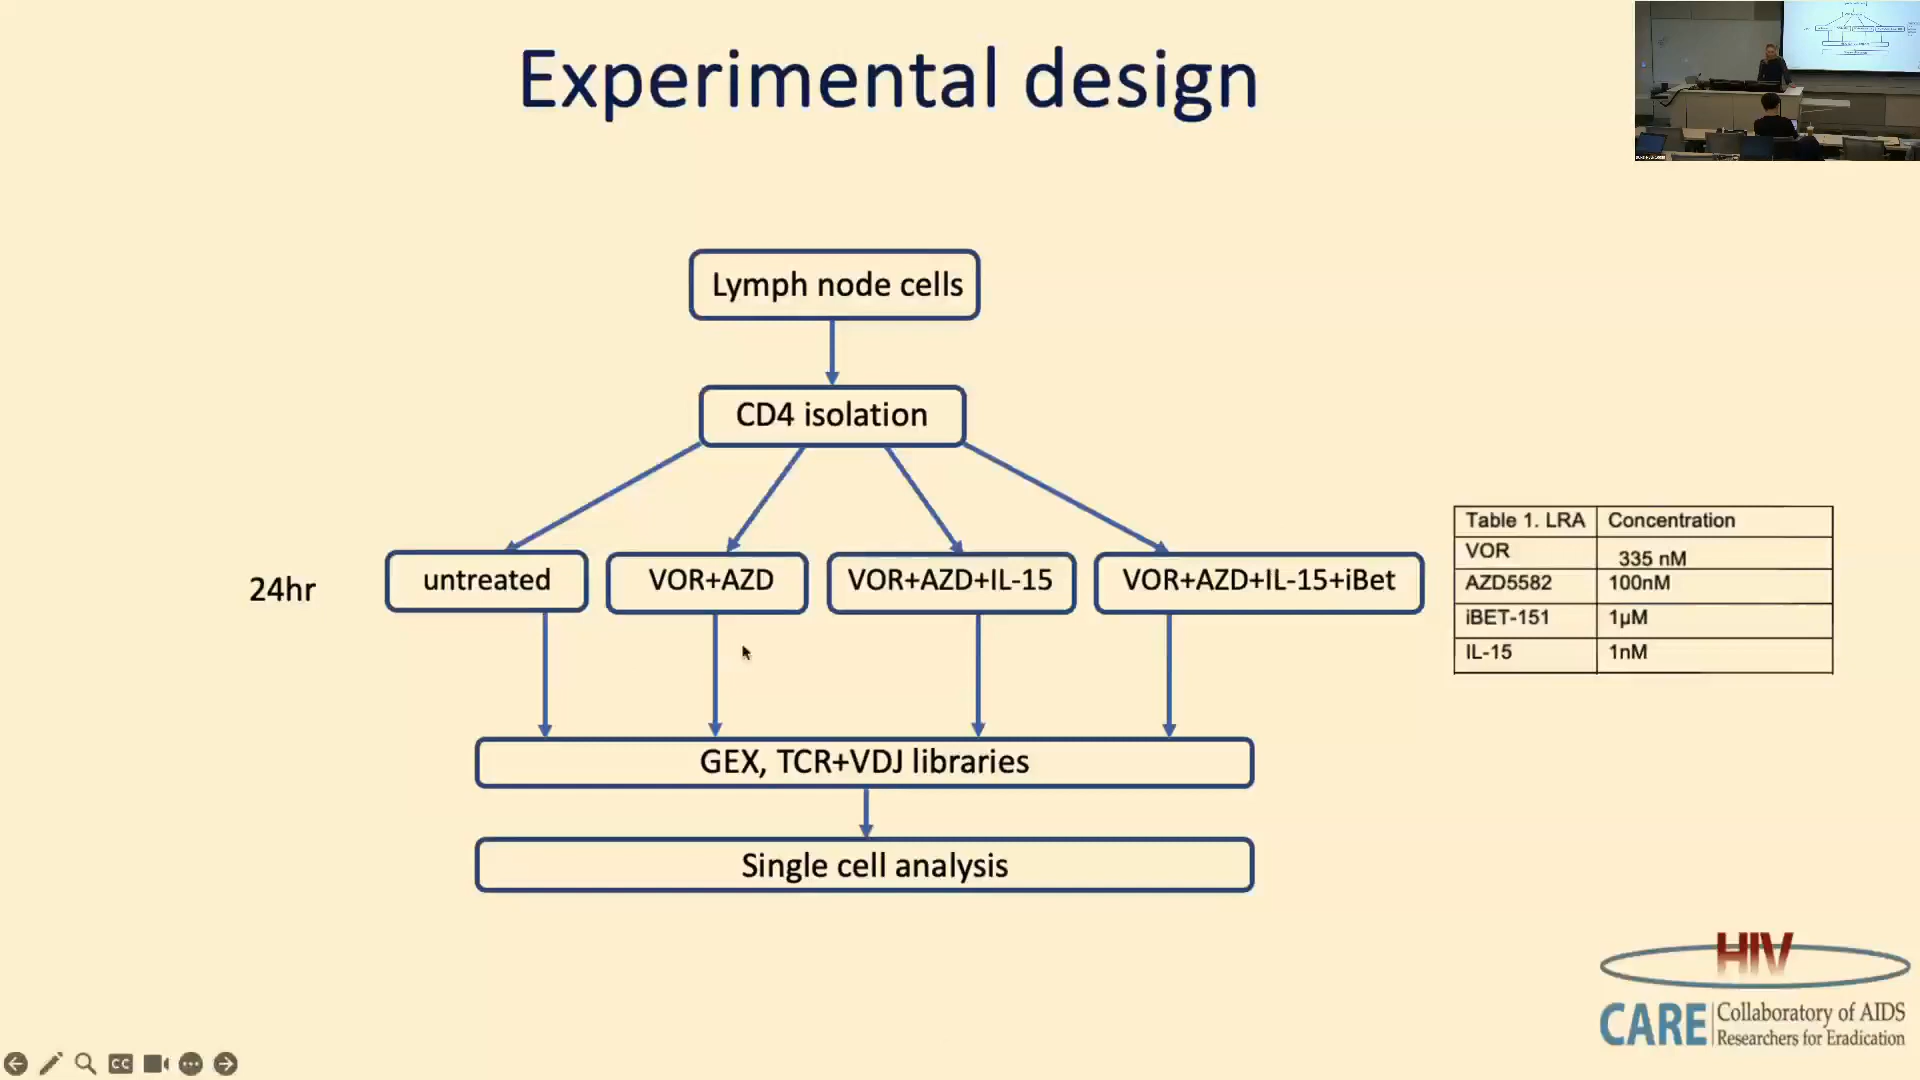 Experimental design
Lymph node cells
CD4 isolation
24hr
untreated
VOR+AZD
VOR+AZD+IL-15
VOR+AZD+IL-15+iBet
GEX, TCR+VDJ libraries
Single cell analysis
Table 1. LRA Concentration
VOR 335 nM
AZD5582 100nM
iBET-151 1µM
IL-15 1nM
HIV
CARE
Collaboratory of AIDS
Researchers for Eradication
CC